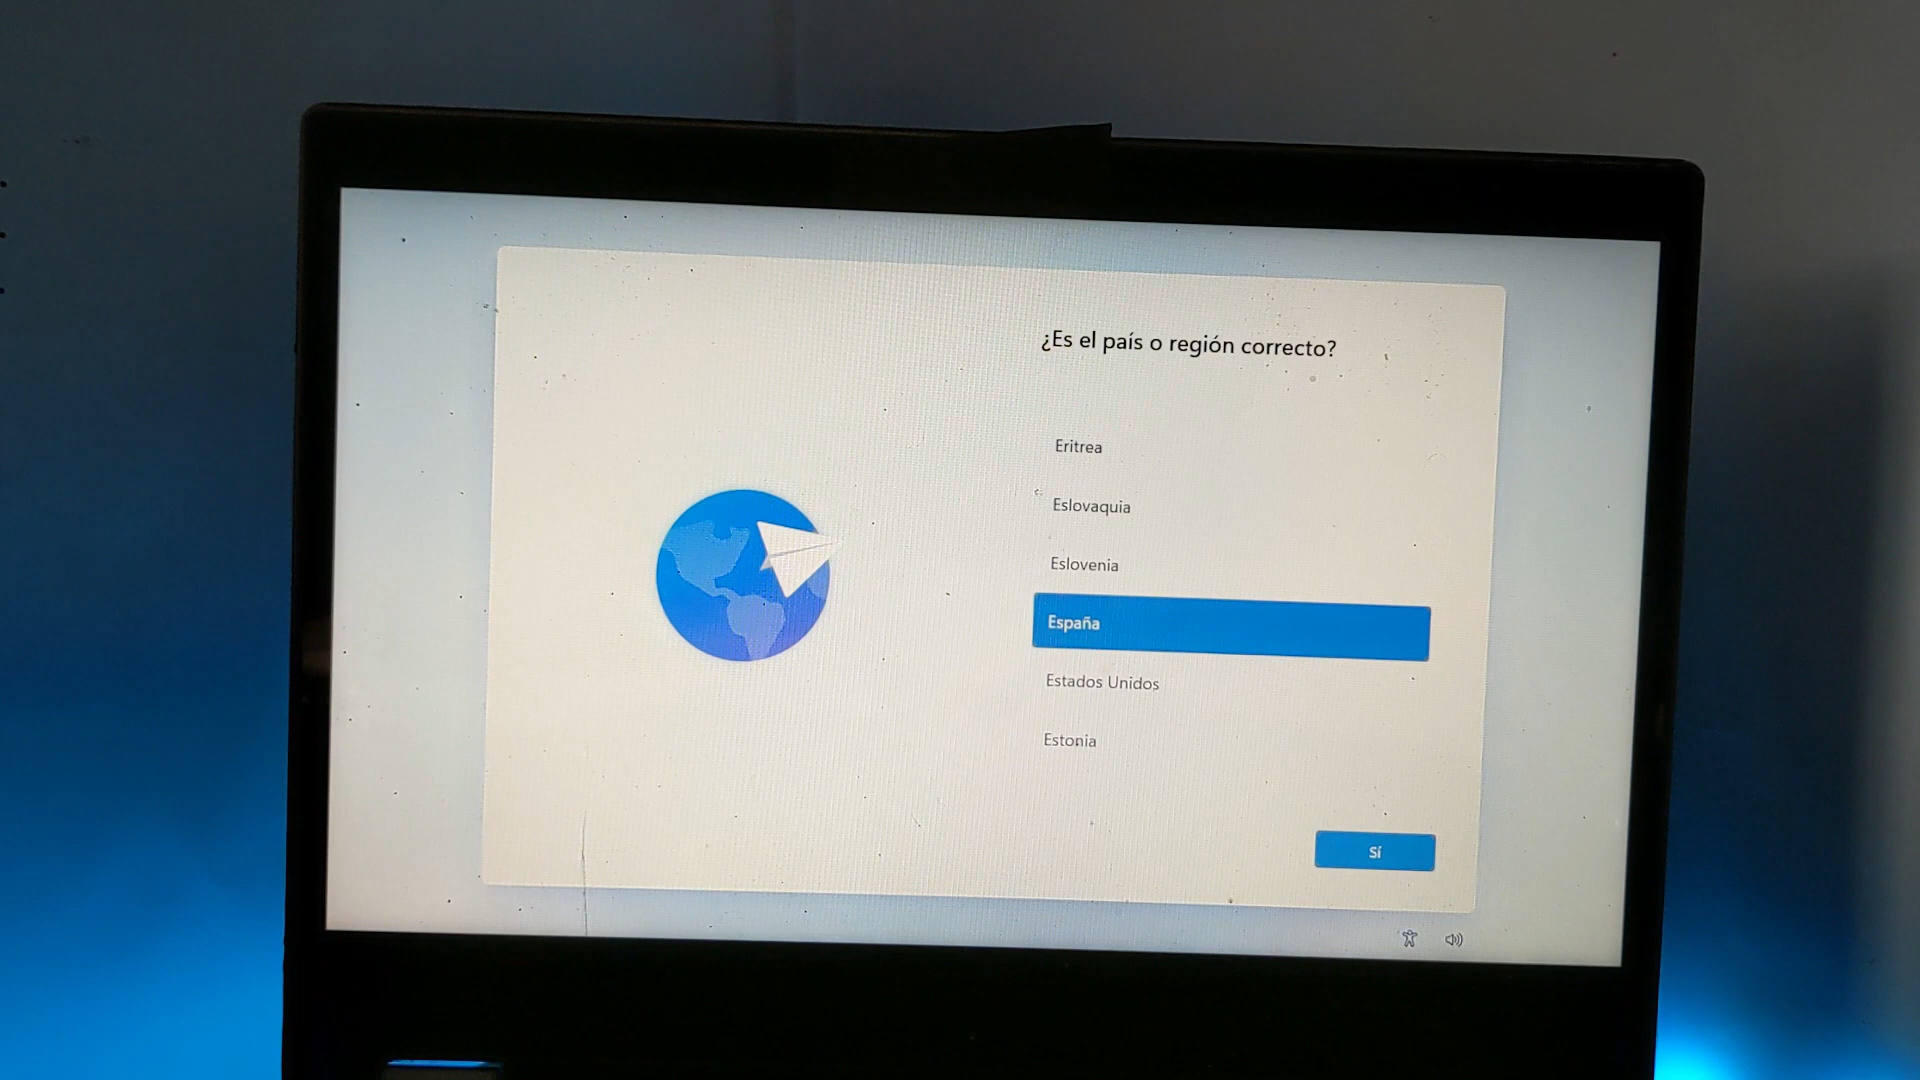 ¿Es el país o región correcto?
Eritrea
Eslovaquia
Eslovenia
España
Estados Unidos
Estonia
Sí